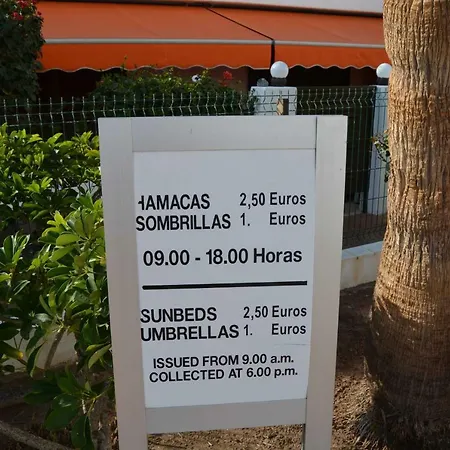 HAMACAS 2,50 Euros
SOMBRILLAS 1. Euros
09.00 - 18.00 Horas
SUNBEDS 2,50 Euros
UMBRELLAS 1. Euros
ISSUED FROM 9.00 a.m.
COLLECTED AT 6.00 p.m.